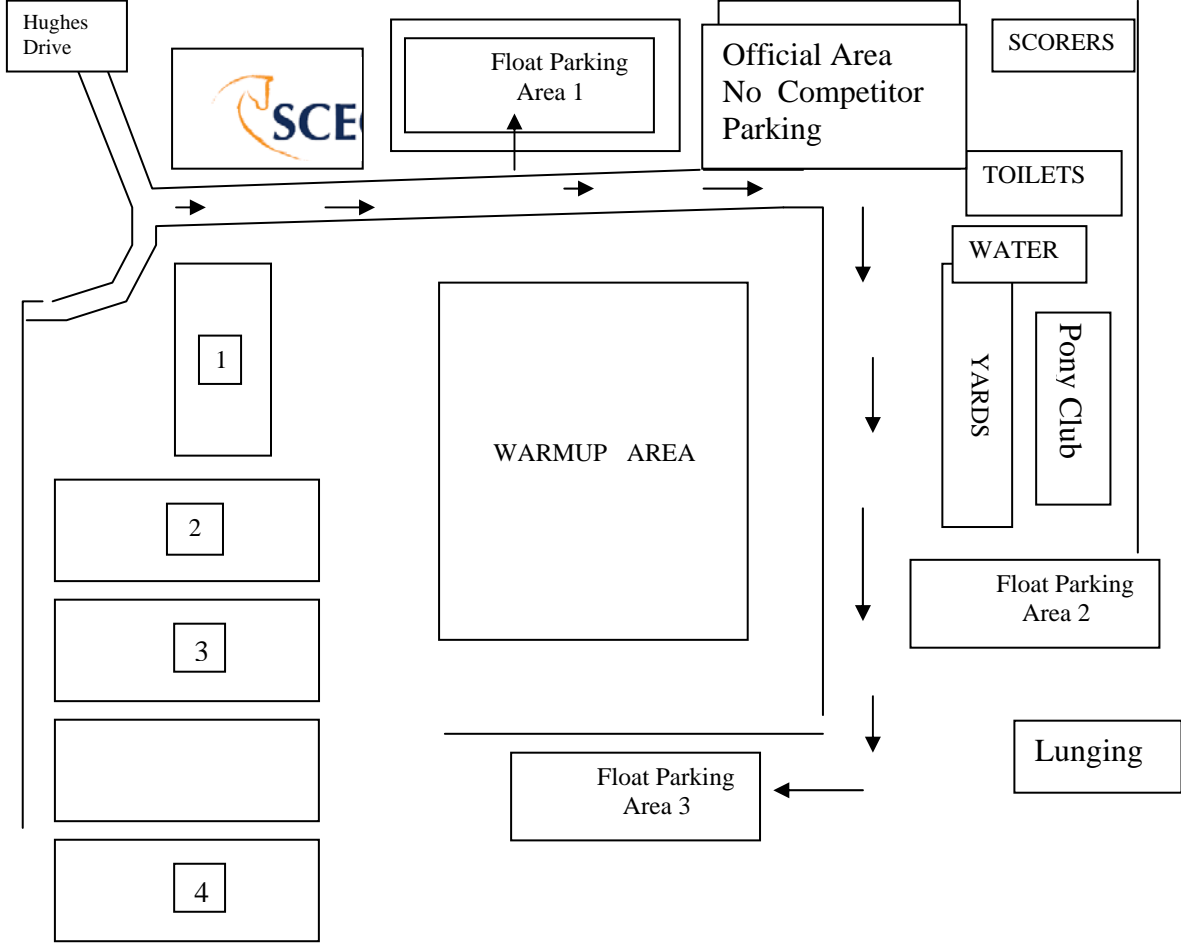 Hughes
Drive
SCE
Float Parking
Area 1
Official Area
No Competitor
Parking
SCORERS
TOILETS
WATER
YARDS
Pony Club
1
WARMUP AREA
2
3
Float Parking
Area 2
Lunging
Float Parking
Area 3
4